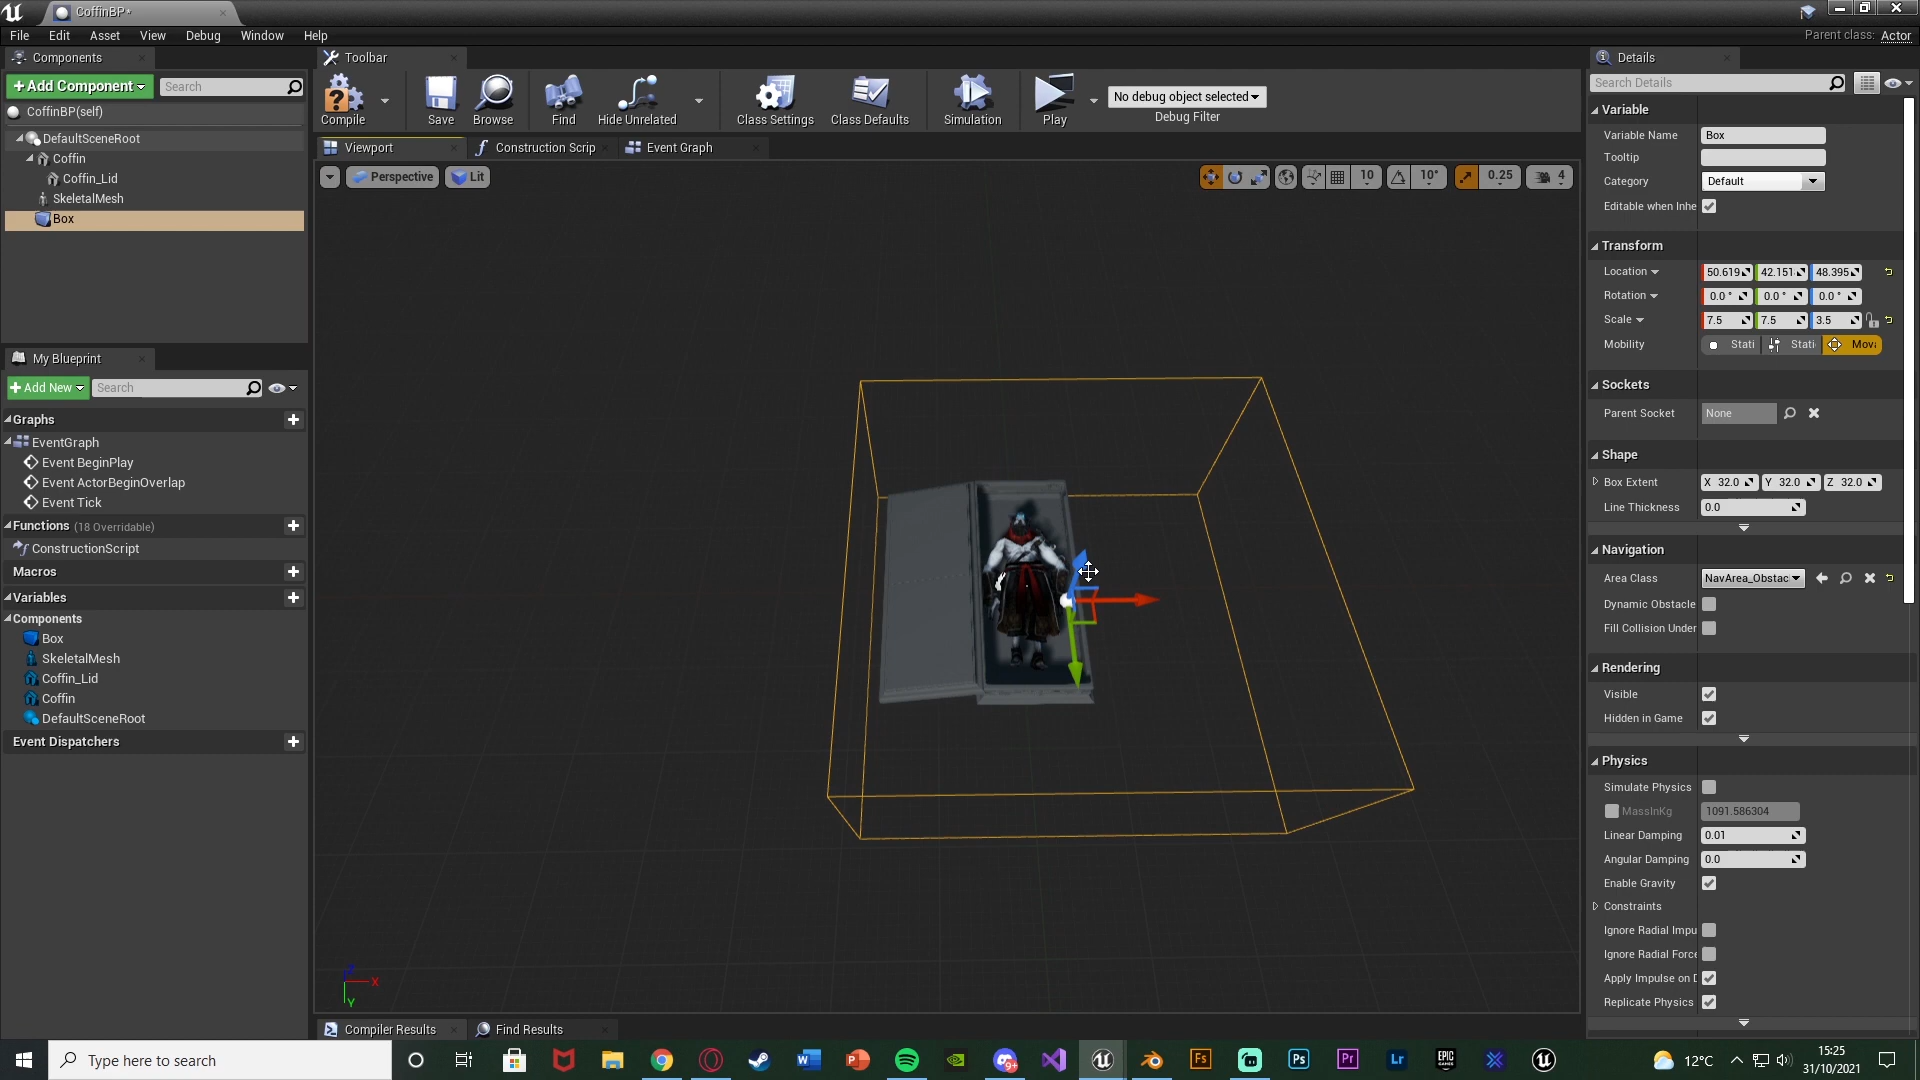 CoffinBP*
File Edit Asset View Debug Window Help
Parent class: Actor
Components
+Add Component
Search
CoffinBP(self)
DefaultSceneRoot
Coffin
Coffin_Lid
SkeletalMesh
Box
My Blueprint
+Add New
Search
Graphs
EventGraph
Event BeginPlay
Event ActorBeginOverlap
Event Tick
Functions (18 Overridable)
ConstructionScript
Macros
Variables
Components
Box
SkeletalMesh
Coffin_Lid
Coffin
DefaultSceneRoot
Event Dispatchers
Toolbar
Compile Save Browse Find Hide Unrelated Class Settings Class Defaults Simulation Play
No debug object selected
Debug Filter
Viewport Construction Scrip Event Graph
Perspective Lit
10 10° 0.25 4
Z X Y
Compiler Results Find Results
Details
Search Details
Variable
Variable Name Box
Tooltip
Category Default
Editable when Inhe
Transform
Location 50.619 42.151 48.395
Rotation 0.0 ° 0.0 ° 0.0 °
Scale 7.5 7.5 3.5
Mobility Stati Stati Mova
Sockets
Parent Socket None
Shape
Box Extent X 32.0 Y 32.0 Z 32.0
Line Thickness 0.0
Navigation
Area Class NavArea_Obstac
Dynamic Obstacle
Fill Collision Under
Rendering
Visible
Hidden in Game
Physics
Simulate Physics
MassInKg 1091.586304
Linear Damping 0.01
Angular Damping 0.0
Enable Gravity
Constraints
Ignore Radial Impu
Ignore Radial Force
Apply Impulse on D
Replicate Physics
Type here to search
9+
Fs Ps Pr Lr
EPIC GAMES
12°C
15:25
31/10/2021